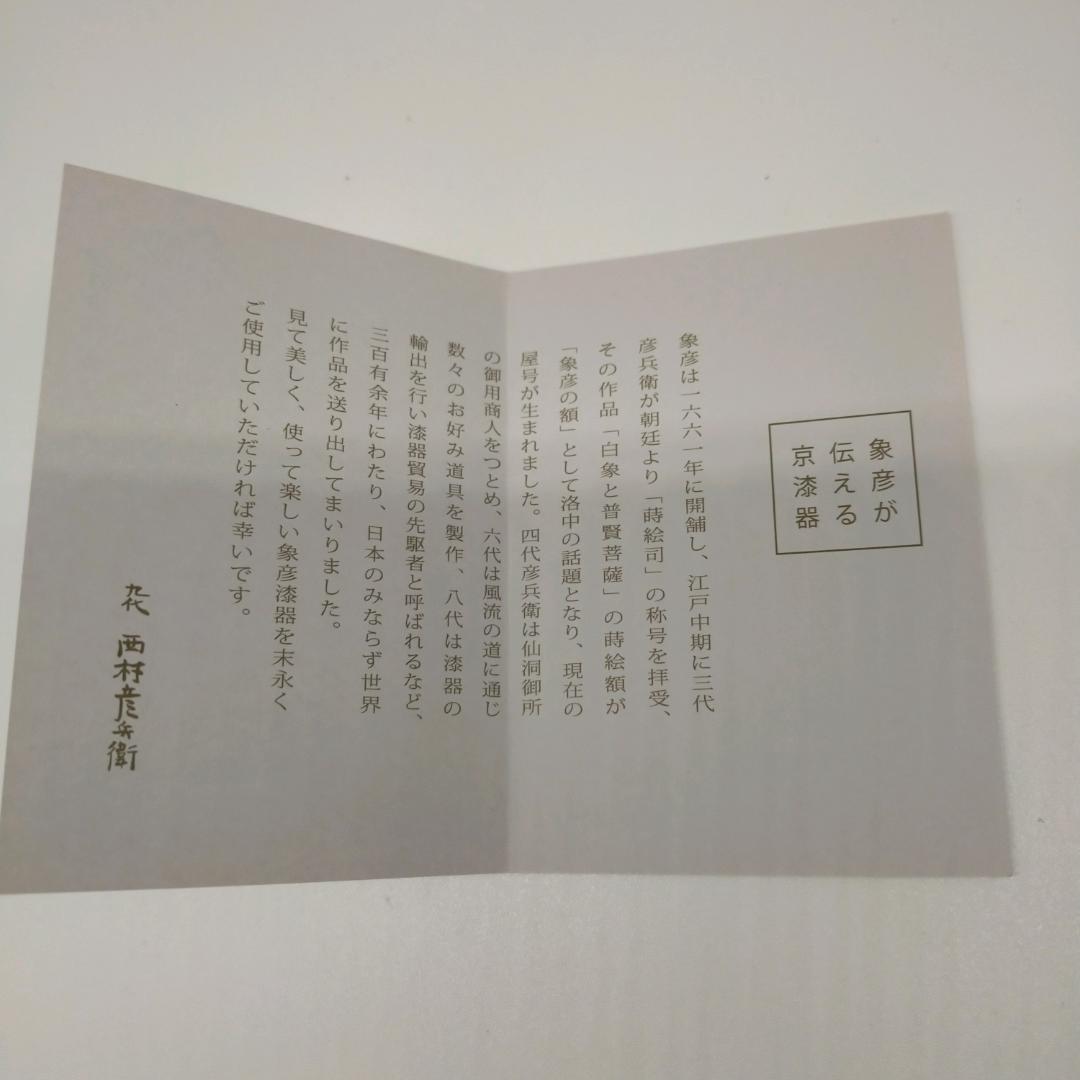 象彦が
伝える
京漆器
象彦は一六六一年に開舗し、江戸中期に三代
彦兵衛が朝廷より「蒔絵司」の称号を拝受、
その作品「白象と普賢菩薩」の蒔絵額が
「象彦の額」として洛中の話題となり、現在の
屋号が生まれました。四代彦兵衛は仙洞御所
の御用商人をつとめ、六代は風流の道に通じ
数々のお好み道具を製作、八代は漆器の
輸出を行い漆器貿易の先駆者と呼ばれるなど、
三百有余年にわたり、日本のみならず世界
に作品を送り出してまいりました。
見て美しく、使って楽しい象彦漆器を末永く
ご使用していただければ幸いです。
九代 西村彦兵衛